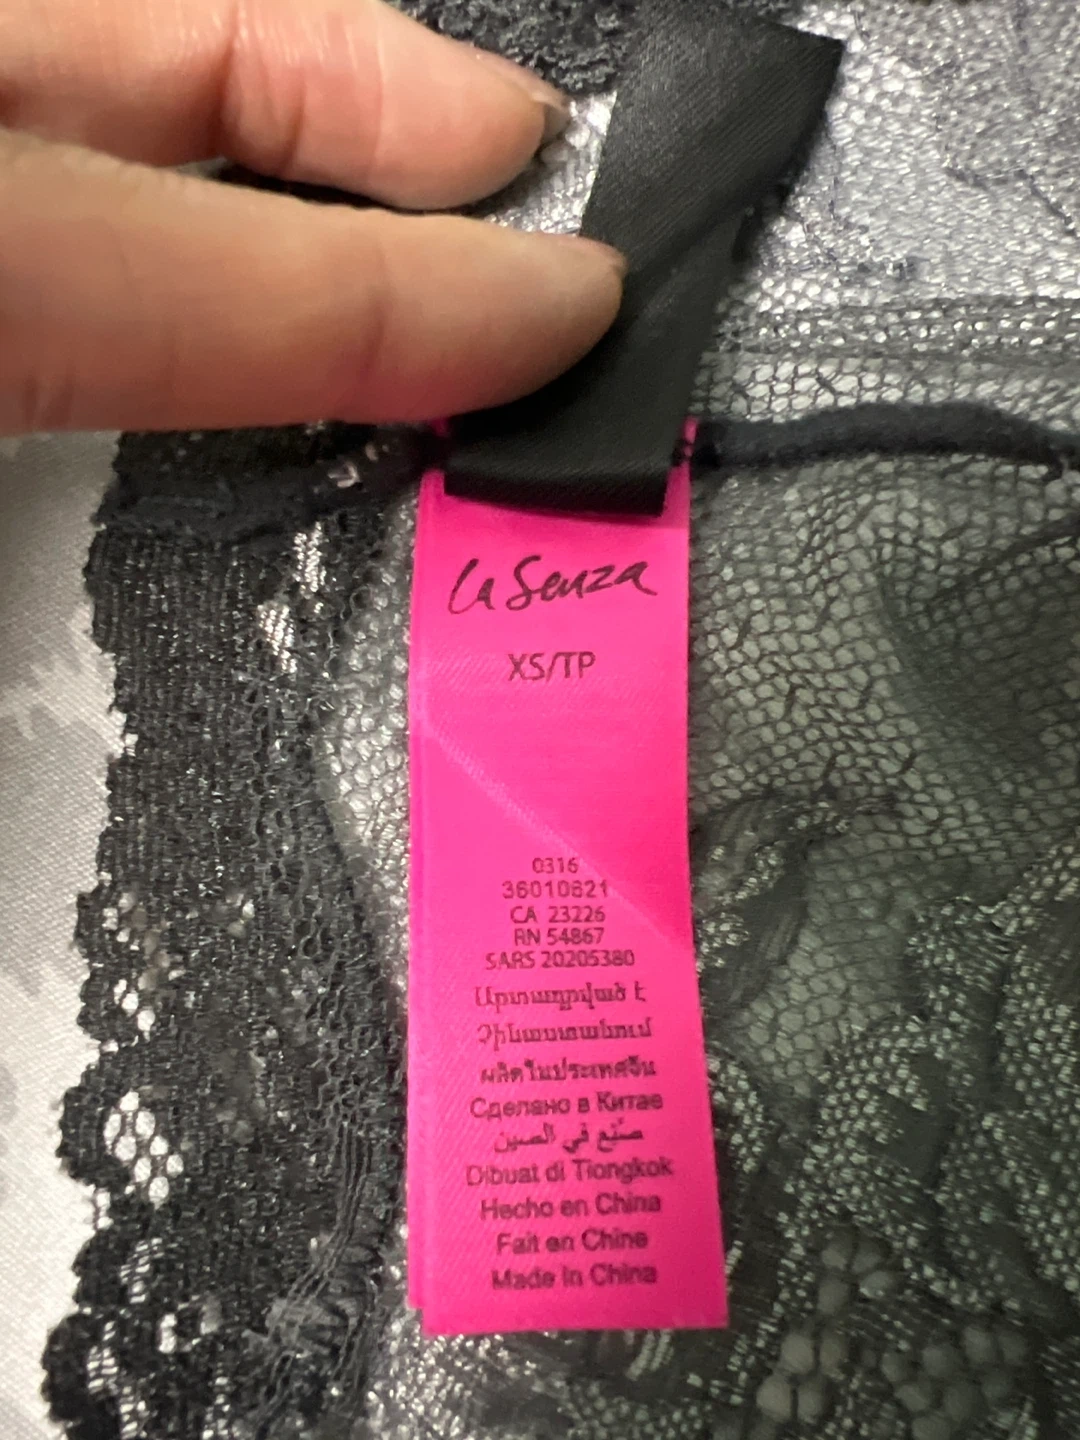 La Senza
XS/TP
0316
36010821
CA 23226
RN 54867
SARS 20205380
Արտադրված է
Չինաստանում
ผลิตในประเทศจีน
Сделано в Китае
صنّع في الصين
Dibuat di Tiongkok
Hecho en China
Fait en Chine
Made in China